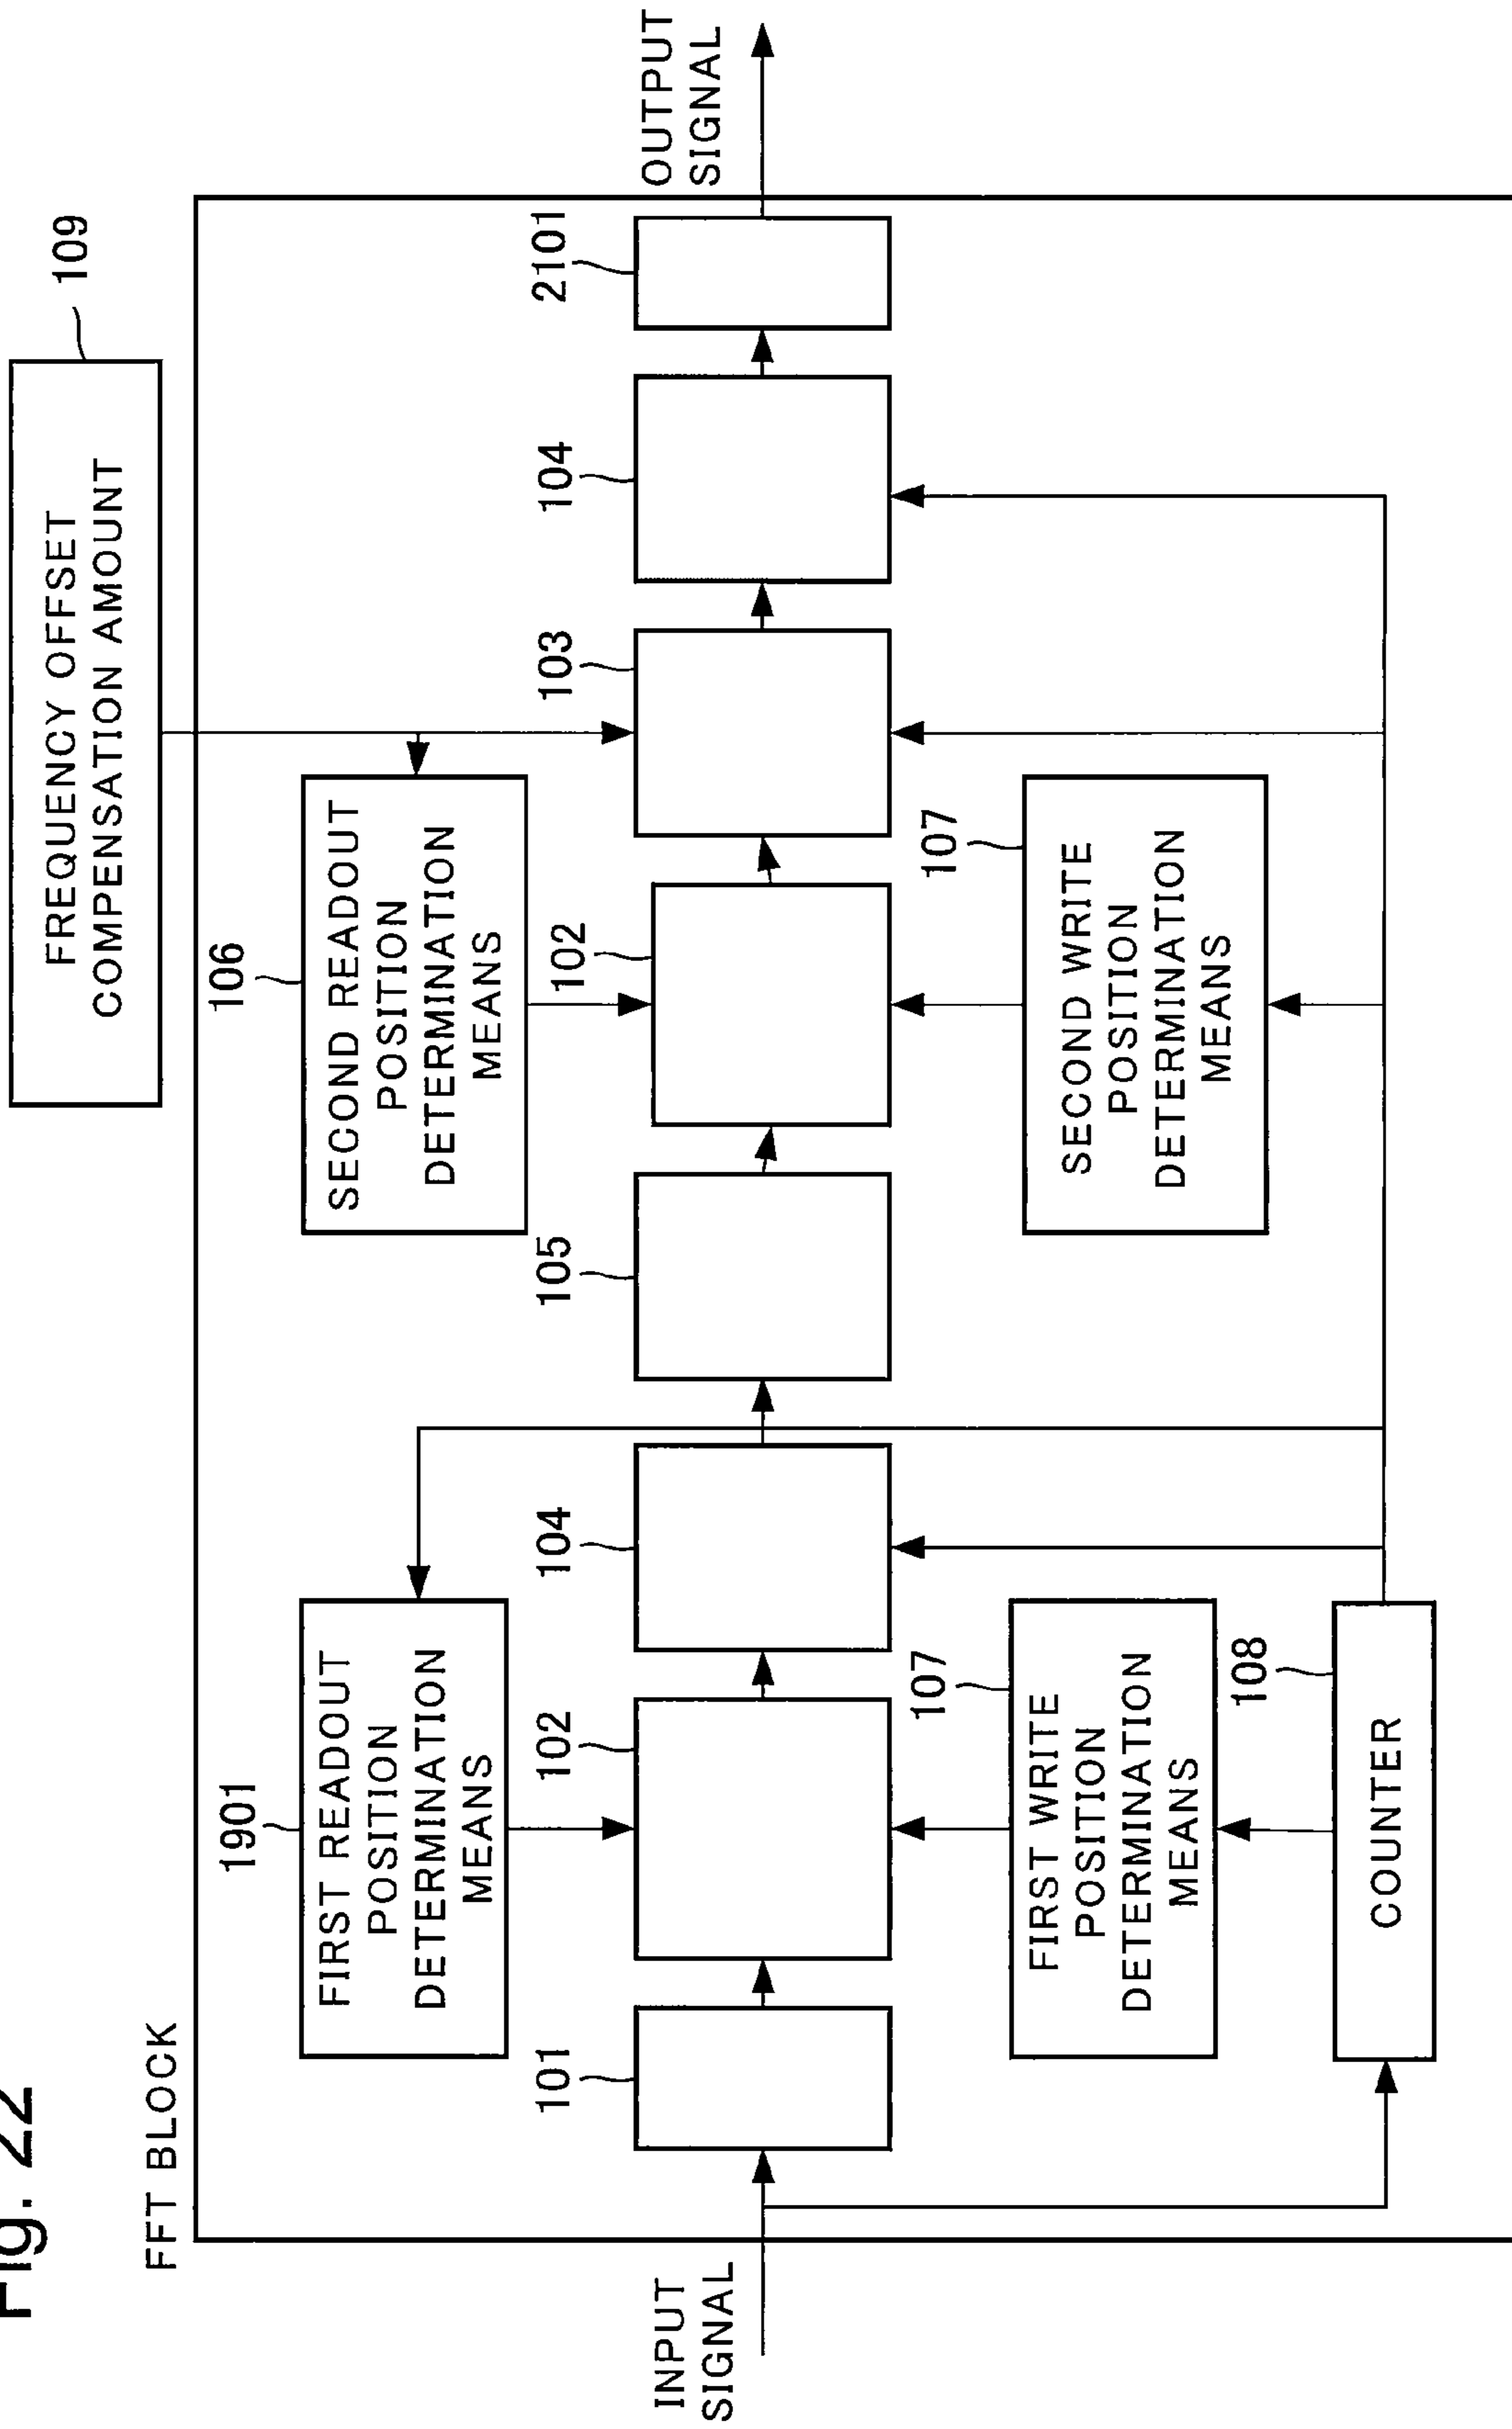 Fig. 22
FFT BLOCK
FREQUENCY OFFSET
COMPENSATION AMOUNT
109
1901
FIRST READOUT
POSITION
DETERMINATION
MEANS
106
SECOND READOUT
POSITION
DETERMINATION
MEANS
INPUT
SIGNAL
101
102
104
105
102
103
104
2101
OUTPUT
SIGNAL
107
FIRST WRITE
POSITION
DETERMINATION
MEANS
107
SECOND WRITE
POSITION
DETERMINATION
MEANS
108
COUNTER